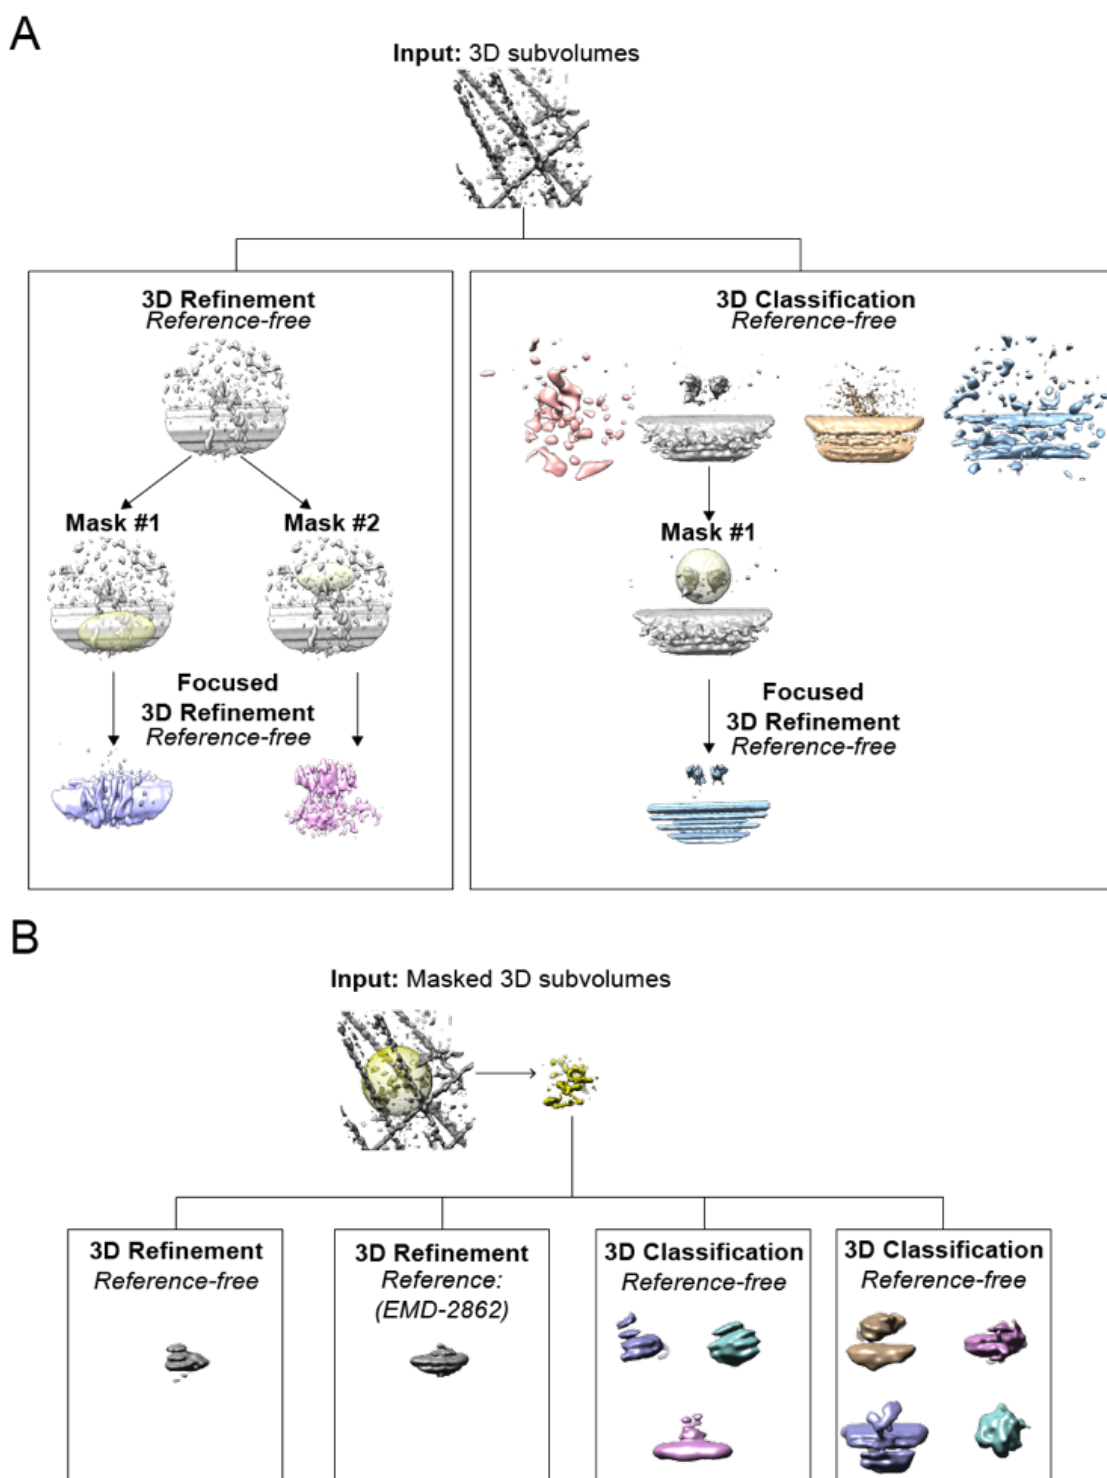 A
Input: 3D subvolumes
3D Refinement
Reference-free
Mask #1
Mask #2
Focused
3D Refinement
Reference-free
3D Classification
Reference-free
Mask #1
Focused
3D Refinement
Reference-free
B
Input: Masked 3D subvolumes
3D Refinement
Reference-free
3D Refinement
Reference:
(EMD-2862)
3D Classification
Reference-free
3D Classification
Reference-free